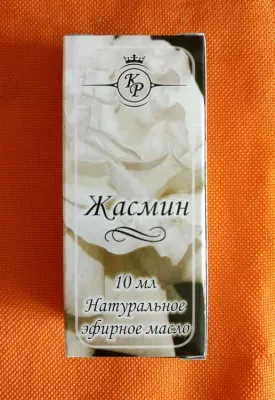 КР
Жасмин
10 мл
Натуральное
эфирное масло